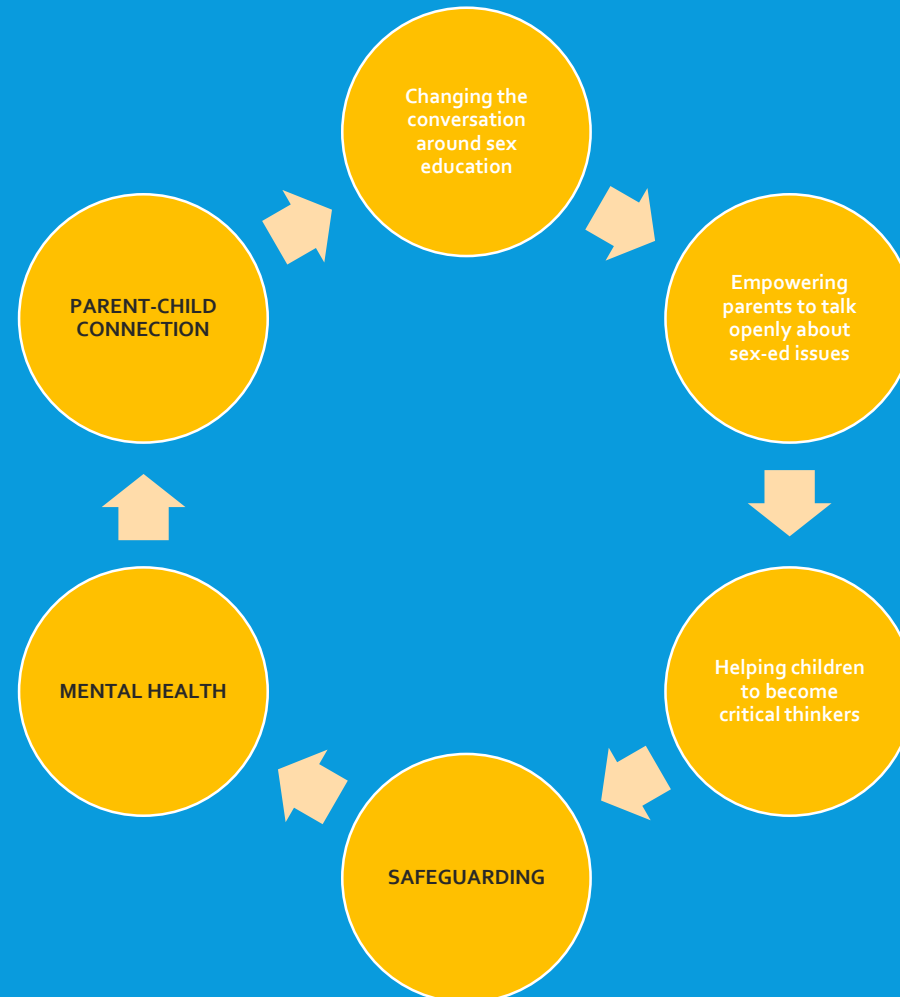 Changing the
conversation
around sex
education
Empowering
parents to talk
openly about
sex-ed issues
Helping children
to become
critical thinkers
SAFEGUARDING
MENTAL HEALTH
PARENT-CHILD
CONNECTION